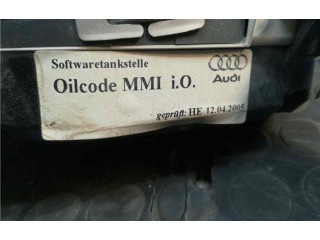 Softwaretankstelle
Oilcode MMI i.O.
Audi
geprüft: HE 12.04.2005